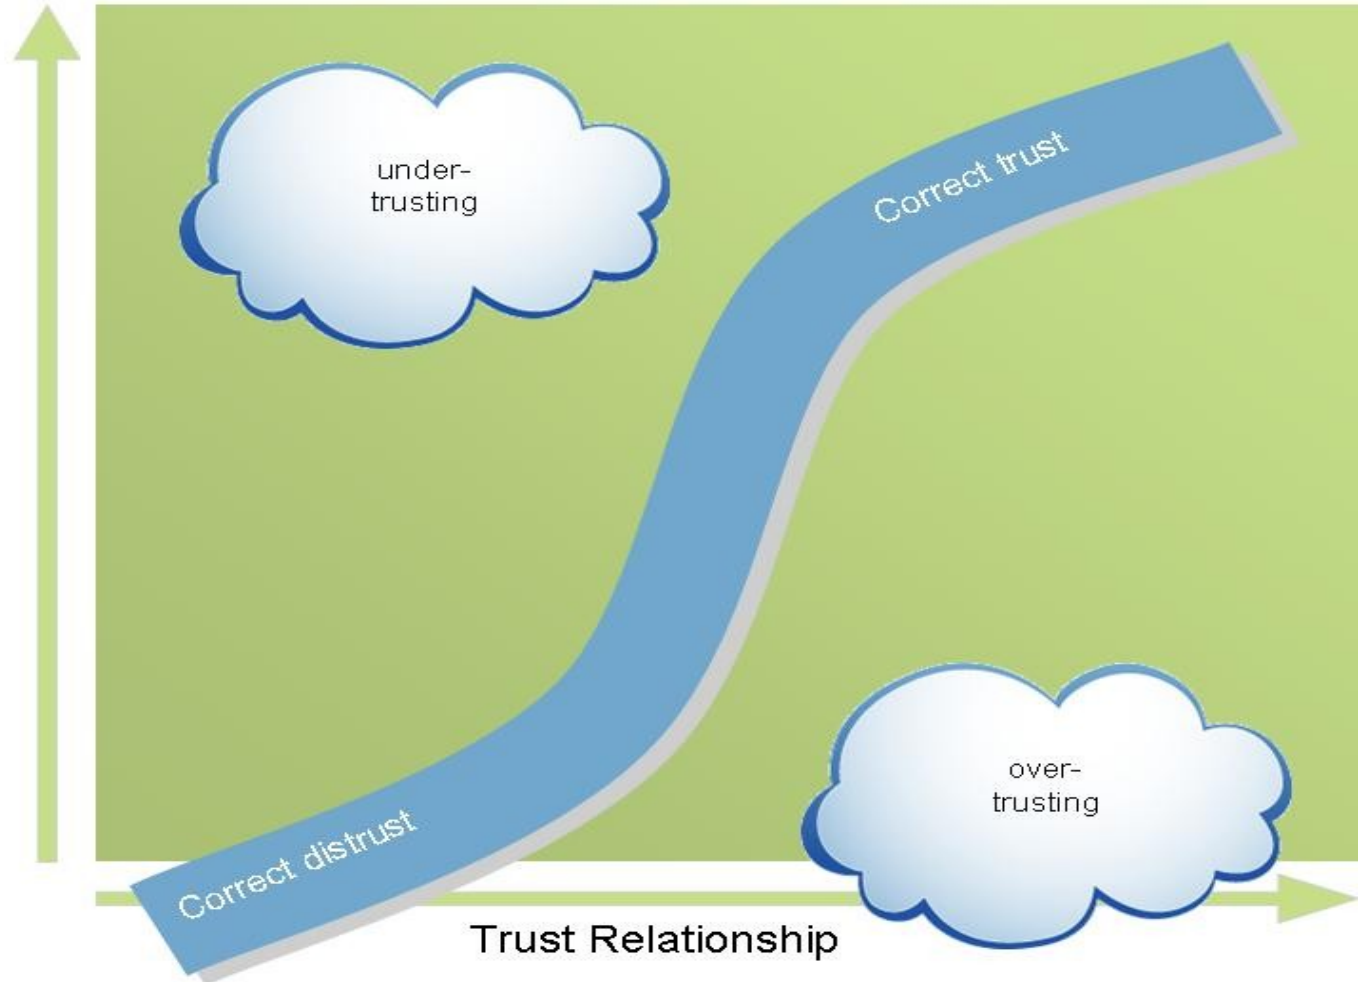 under-
trusting
Correct trust
over-
trusting
Correct distrust
Trust Relationship